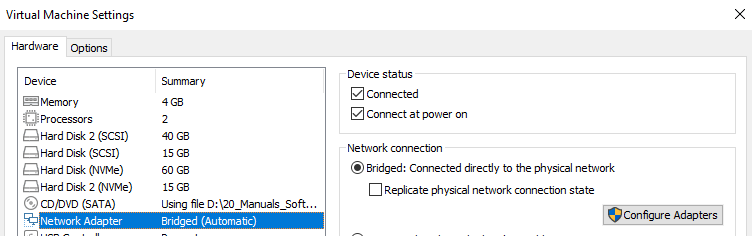 Virtual Machine Settings
Hardware Options
Device Summary
Memory 4 GB
Processors 2
Hard Disk 2 (SCSI) 40 GB
Hard Disk (SCSI) 15 GB
Hard Disk (NVMe) 60 GB
Hard Disk 2 (NVMe) 15 GB
CD/DVD (SATA) Using file D:\20_Manuals_Soft...
Network Adapter Bridged (Automatic)
Device status
Connected
Connect at power on
Network connection
Bridged: Connected directly to the physical network
Replicate physical network connection state
Configure Adapters